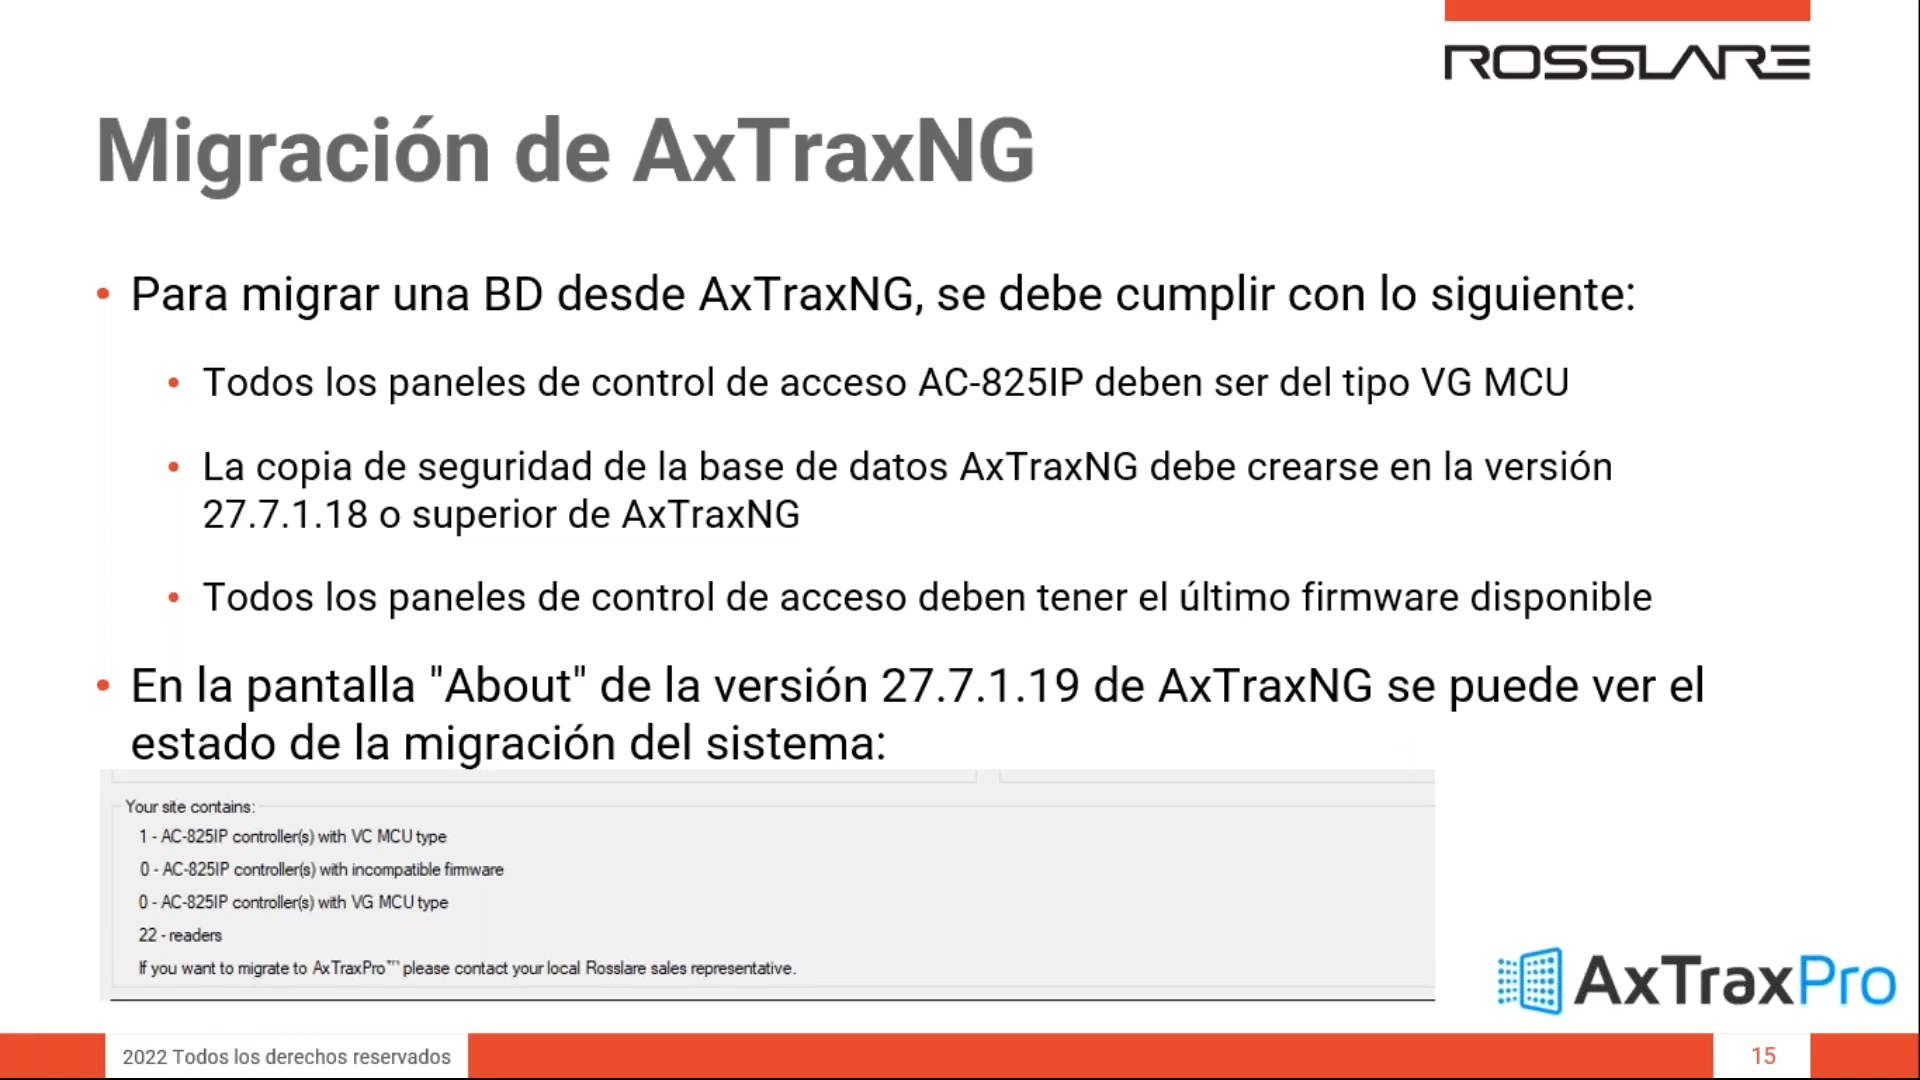 ROSSLARE
Migración de AxTraxNG
• Para migrar una BD desde AxTraxNG, se debe cumplir con lo siguiente:
• Todos los paneles de control de acceso AC-825IP deben ser del tipo VG MCU
• La copia de seguridad de la base de datos AxTraxNG debe crearse en la versión
27.7.1.18 o superior de AxTraxNG
• Todos los paneles de control de acceso deben tener el último firmware disponible
• En la pantalla "About" de la versión 27.7.1.19 de AxTraxNG se puede ver el
estado de la migración del sistema:
Your site contains:
1 - AC-825IP controller(s) with VC MCU type
0 - AC-825IP controller(s) with incompatible firmware
0 - AC-825IP controller(s) with VG MCU type
22 - readers
If you want to migrate to AxTraxPro™ please contact your local Rosslare sales representative.
AxTraxPro
2022 Todos los derechos reservados
15